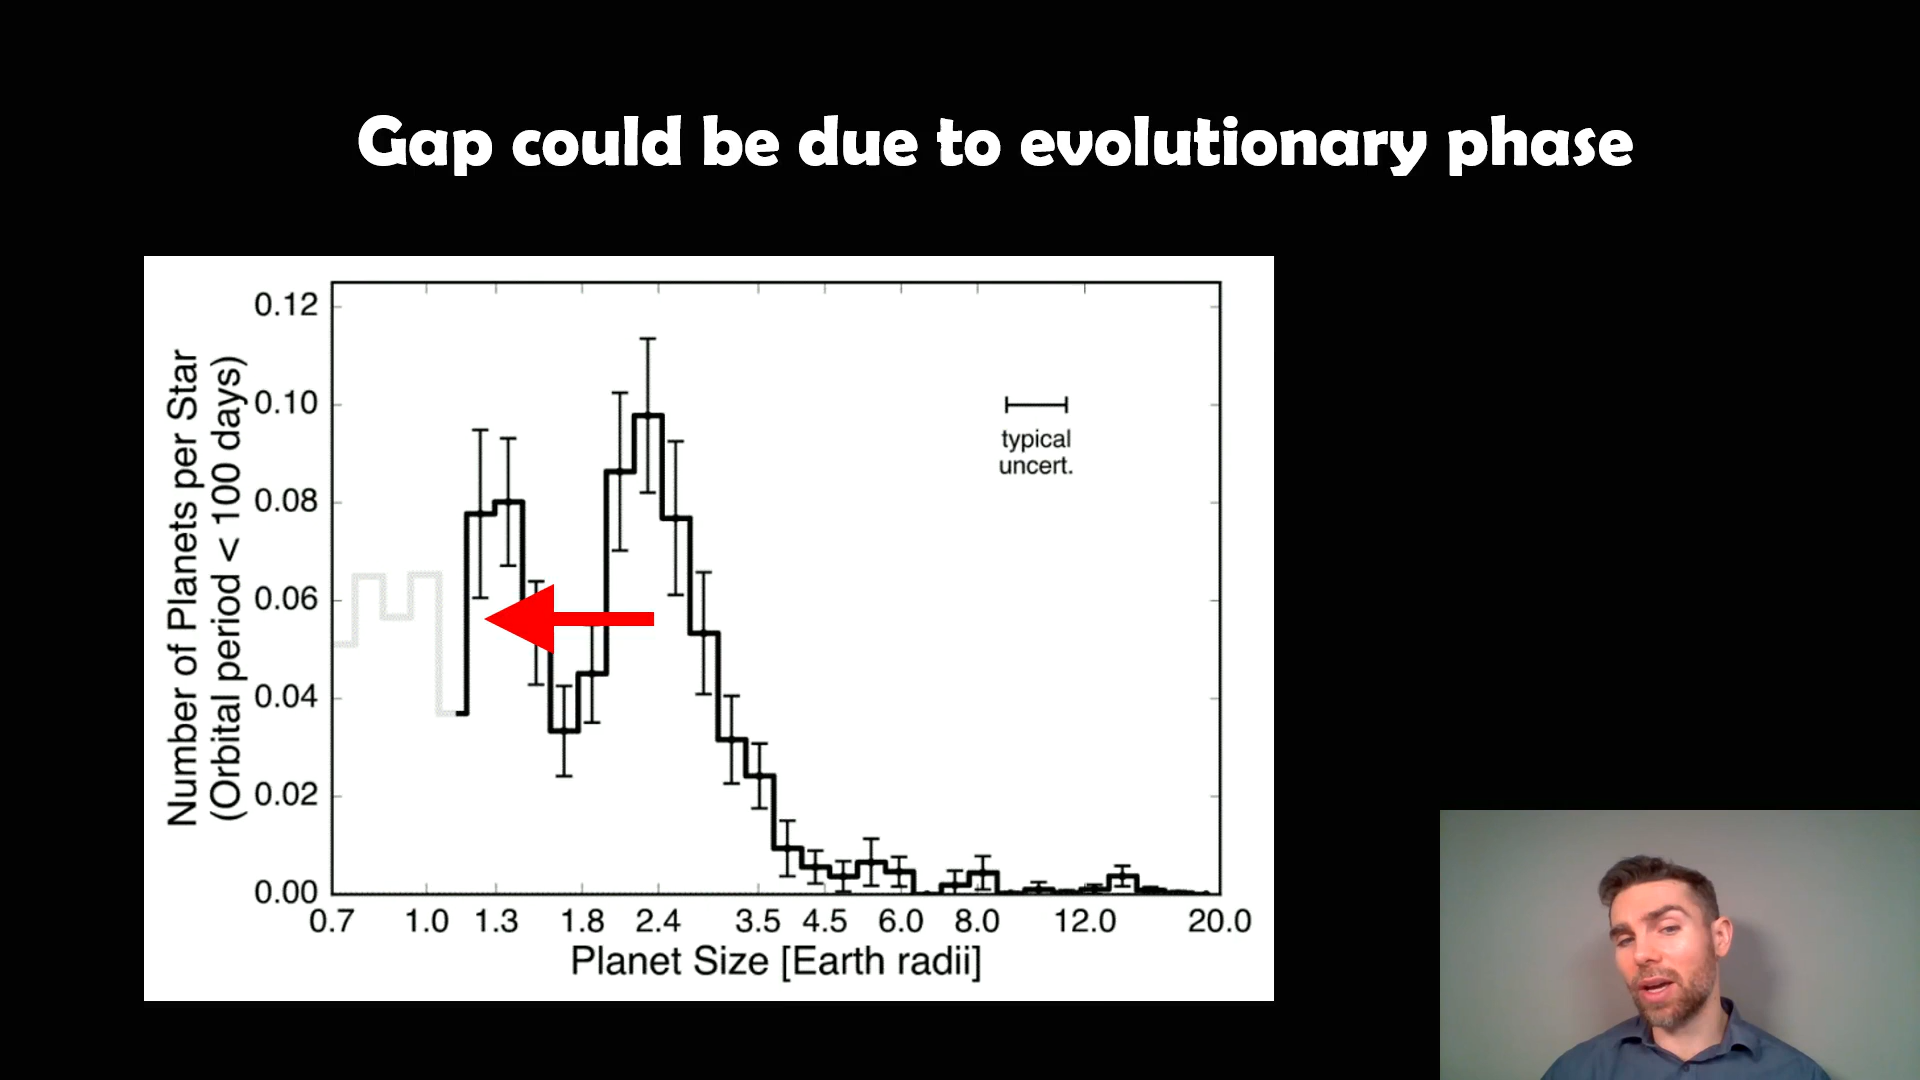 Gap could be due to evolutionary phase
Number of Planets per Star
(Orbital period < 100 days)
0.12
0.10
0.08
0.06
0.04
0.02
0.00
typical
uncert.
0.7 1.0 1.3 1.8 2.4 3.5 4.5 6.0 8.0 12.0 20.0
Planet Size [Earth radii]